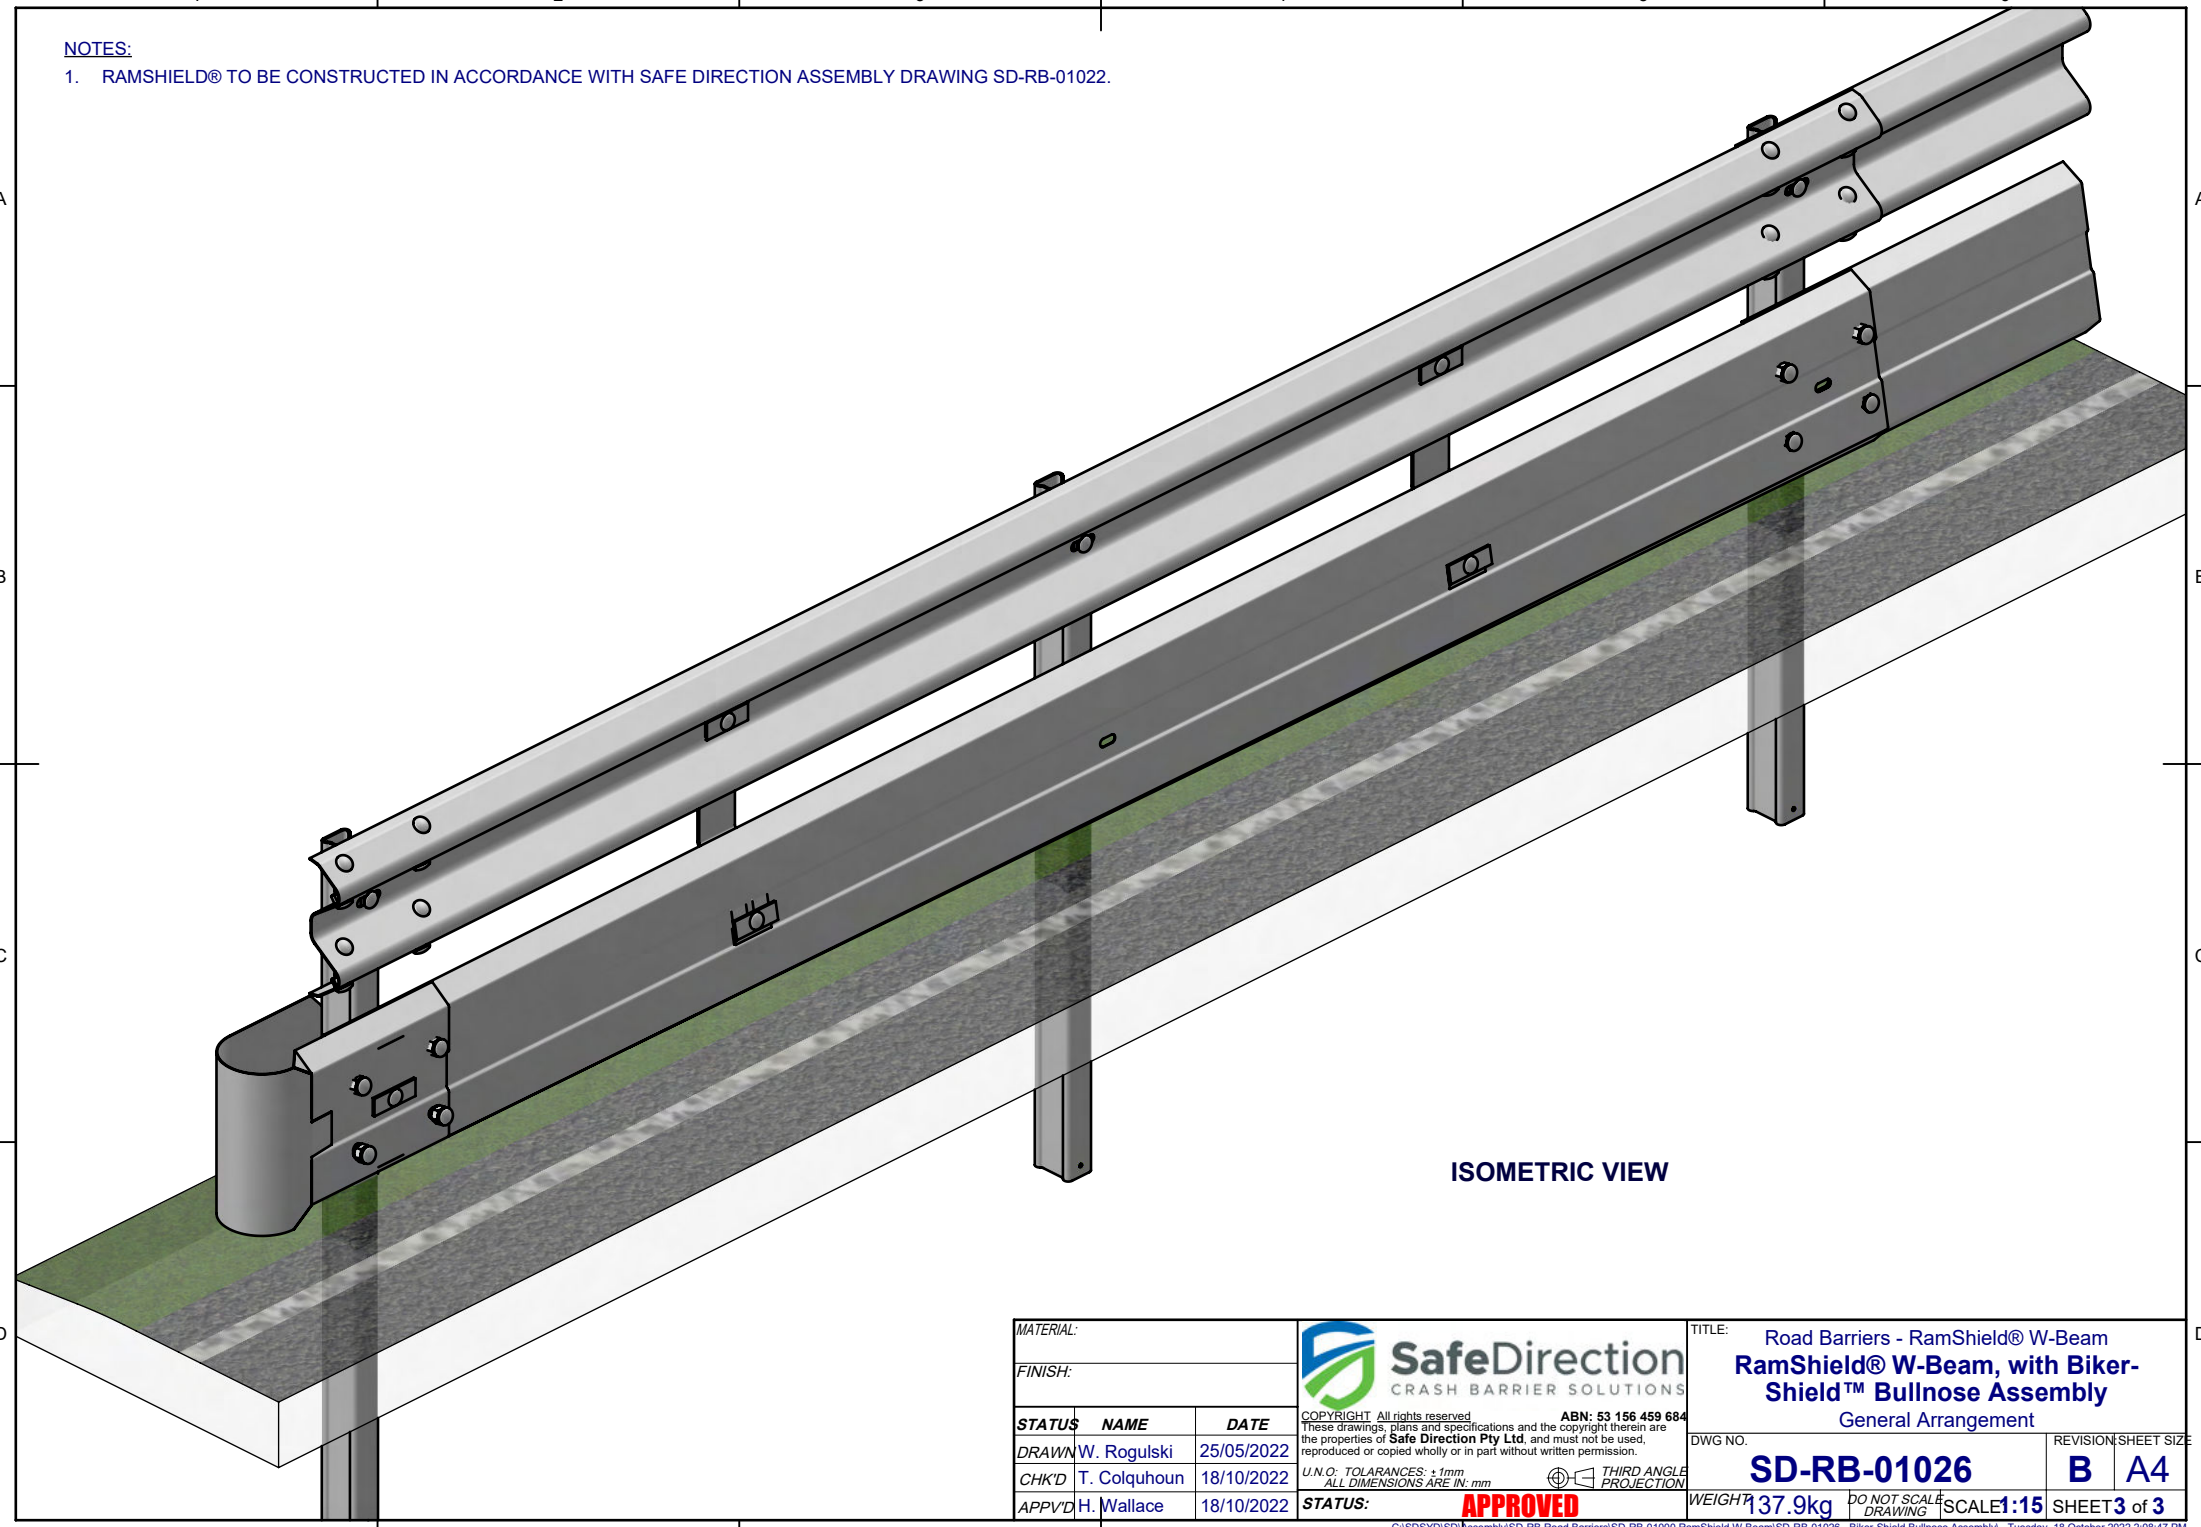 NOTES:
1. RAMSHIELD® TO BE CONSTRUCTED IN ACCORDANCE WITH SAFE DIRECTION ASSEMBLY DRAWING SD-RB-01022.
A
A
B
C
ISOMETRIC VIEW
MATERIAL:
FINISH:
STATUS NAME DATE
DRAWN W. Rogulski 25/05/2022
CHK'D T. Colquhoun 18/10/2022
APPV'D H. Wallace 18/10/2022
SafeDirection
CRASH BARRIER SOLUTIONS
COPYRIGHT All rights reserved ABN: 53 156 459 684
These drawings, plans and specifications and the copyright therein are
the properties of Safe Direction Pty Ltd, and must not be used,
reproduced or copied wholly or in part without written permission.
U.N.O: TOLARANCES: ±1mm
ALL DIMENSIONS ARE IN: mm
THIRD ANGLE
PROJECTION
STATUS: APPROVED
TITLE:
Road Barriers - RamShield® W-Beam
RamShield® W-Beam, with Biker-
Shield™ Bullnose Assembly
General Arrangement
DWG NO.
SD-RB-01026
REVISION:
B
SHEET SIZE
A4
WEIGHT: 137.9kg
DO NOT SCALE
DRAWING
SCALE 1:15
SHEET 3 of 3